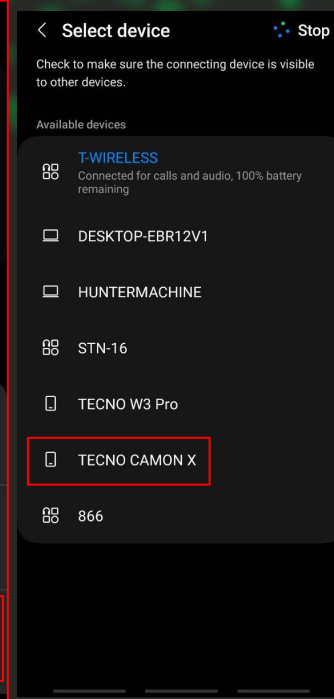 Select device
Stop
Check to make sure the connecting device is visible
to other devices.
Available devices
T-WIRELESS
Connected for calls and audio, 100% battery
remaining
DESKTOP-EBR12V1
HUNTERMACHINE
STN-16
TECNO W3 Pro
TECNO CAMON X
866